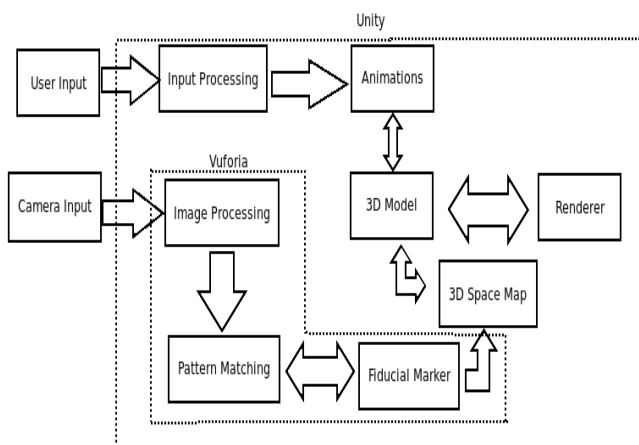 Unity
User Input
Input Processing
Animations
Vuforia
Camera Input
Image Processing
3D Model
Renderer
3D Space Map
Pattern Matching
Fiducial Marker